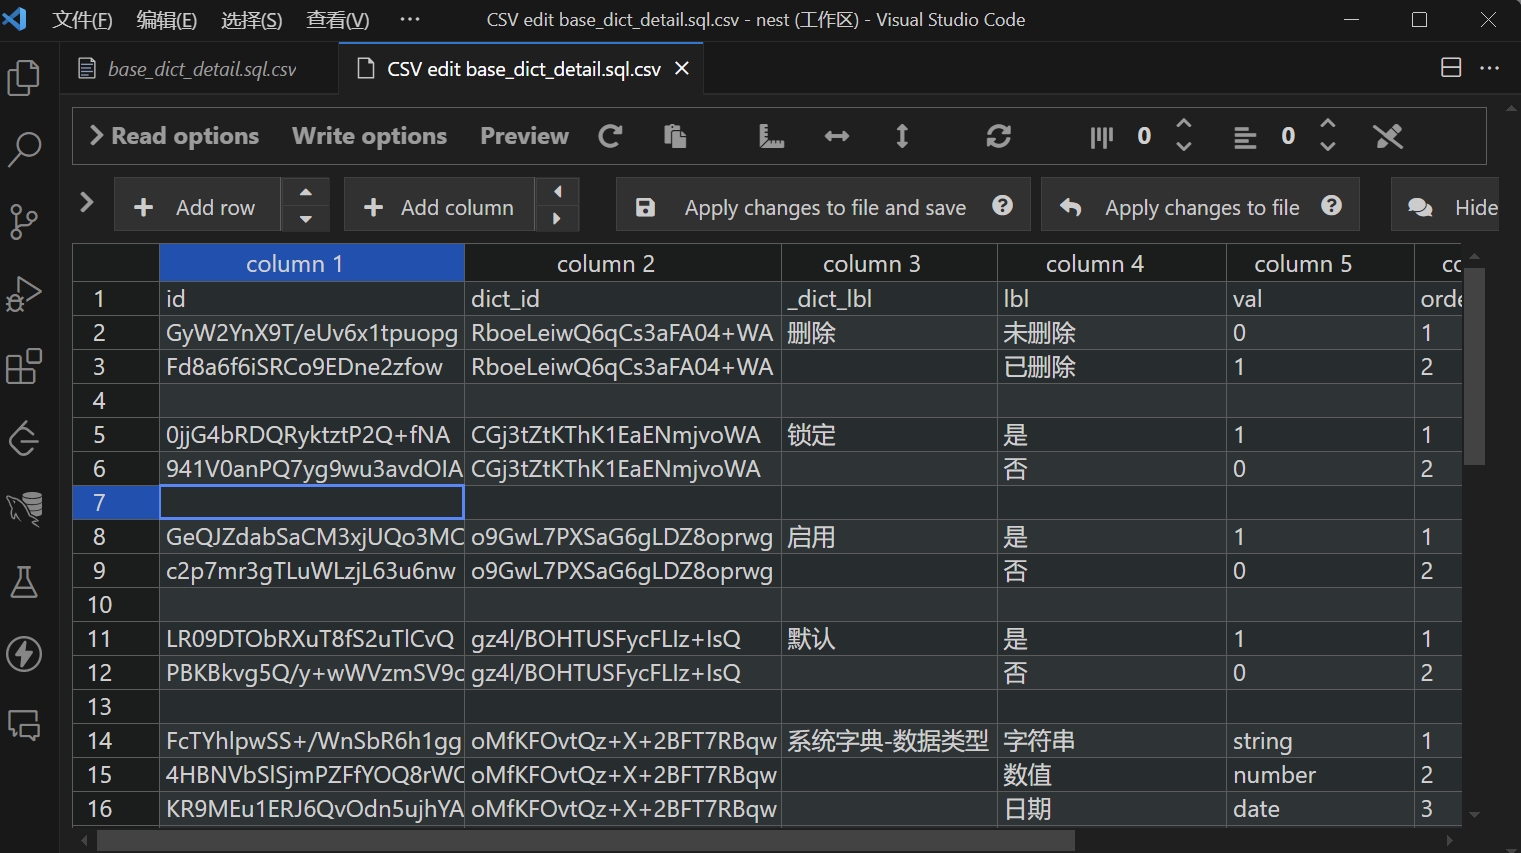 文件(F) 编辑(E) 选择(S) 查看(V) ··· CSV edit base_dict_detail.sql.csv - nest (工作区) - Visual Studio Code
base_dict_detail.sql.csv CSV edit base_dict_detail.sql.csv
Read options Write options Preview 0 0
Add row Add column Apply changes to file and save Apply changes to file Hide
column 1 column 2 column 3 column 4 column 5
1 id dict_id _dict_lbl lbl val
2 GyW2YnX9T/eUv6x1tpuopg RboeLeiwQ6qCs3aFA04+WA 删除 未删除 0 1
3 Fd8a6f6iSRCo9EDne2zfow RboeLeiwQ6qCs3aFA04+WA 已删除 1 2
4
5 0jjG4bRDQRyktztP2Q+fNA CGj3tZtKThK1EaENmjvoWA 锁定 是 1 1
6 941V0anPQ7yg9wu3avdOIA CGj3tZtKThK1EaENmjvoWA 否 0 2
7
8 GeQJZdabSaCM3xjUQo3MC o9GwL7PXSaG6gLDZ8oprwg 启用 是 1 1
9 c2p7mr3gTLuWLzjL63u6nw o9GwL7PXSaG6gLDZ8oprwg 否 0 2
10
11 LR09DTObRXuT8fS2uTlCvQ gz4l/BOHTUSFycFLlz+IsQ 默认 是 1 1
12 PBKBkvg5Q/y+wWVzmSV9c gz4l/BOHTUSFycFLlz+IsQ 否 0 2
13
14 FcTYhlpwSS+/WnSbR6h1gg oMfKFOvtQz+X+2BFT7RBqw 系统字典-数据类型 字符串 string 1
15 4HBNVbSlSjmPZFfYOQ8rWC oMfKFOvtQz+X+2BFT7RBqw 数值 number 2
16 KR9MEu1ERJ6QvOdn5ujhYA oMfKFOvtQz+X+2BFT7RBqw 日期 date 3